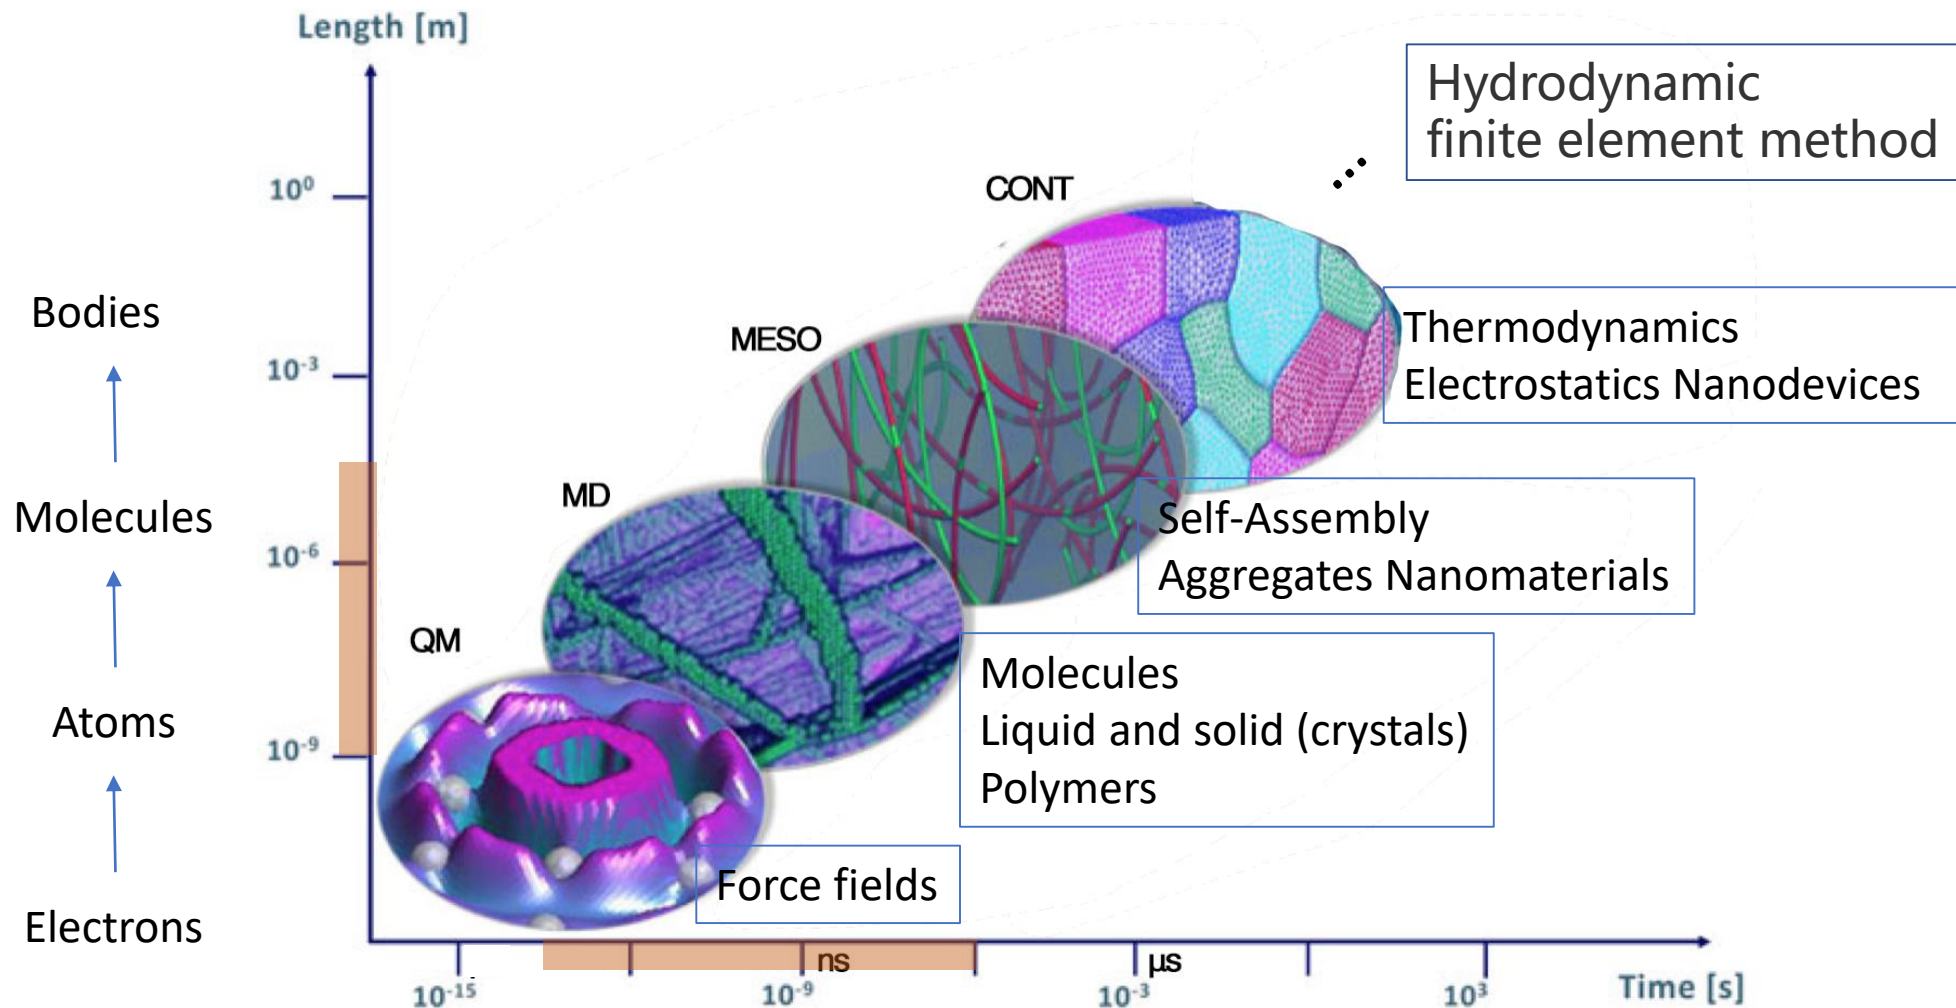 Length [m]
Hydrodynamic
finite element method
10⁰
CONT
Bodies
Thermodynamics
Electrostatics Nanodevices
MESO
10⁻³
MD
Molecules
Self-Assembly
Aggregates Nanomaterials
10⁻⁶
QM
Molecules
Liquid and solid (crystals)
Polymers
Atoms
10⁻⁹
Force fields
Electrons
ns
µs
10⁻¹⁵
10⁻⁹
10⁻³
10³
Time [s]